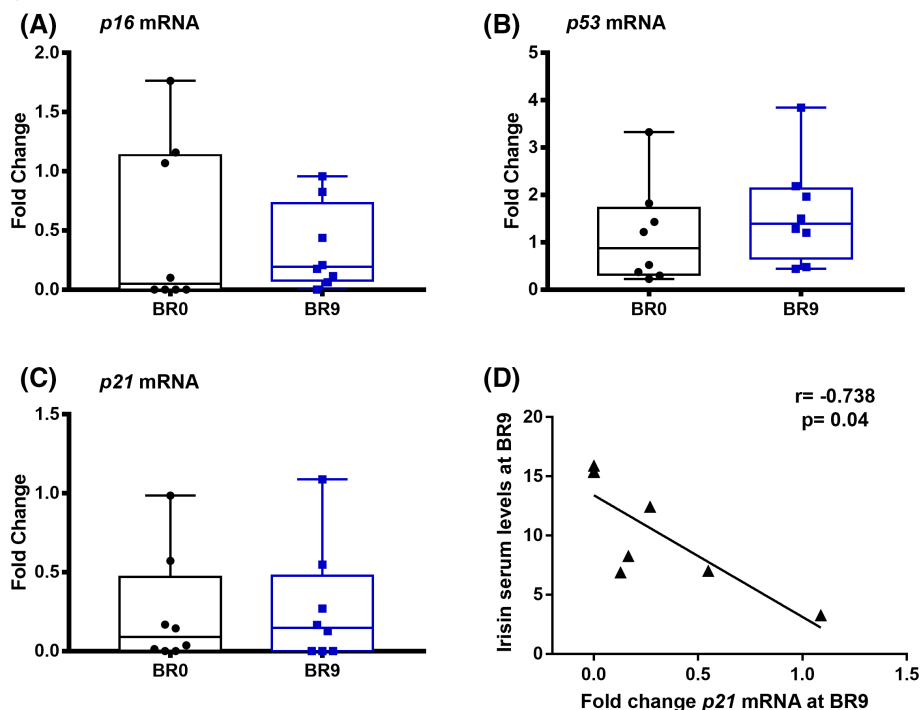 (A) p16 mRNA
Fold Change
2.0
1.5
1.0
0.5
0.0
BR0 BR9
(B) p53 mRNA
Fold Change
5
4
3
2
1
0
BR0 BR9
(C) p21 mRNA
Fold Change
1.5
1.0
0.5
0.0
BR0 BR9
(D)
r= -0.738
p= 0.04
Irisin serum levels at BR9
20
15
10
5
0
0.0 0.5 1.0 1.5
Fold change p21 mRNA at BR9